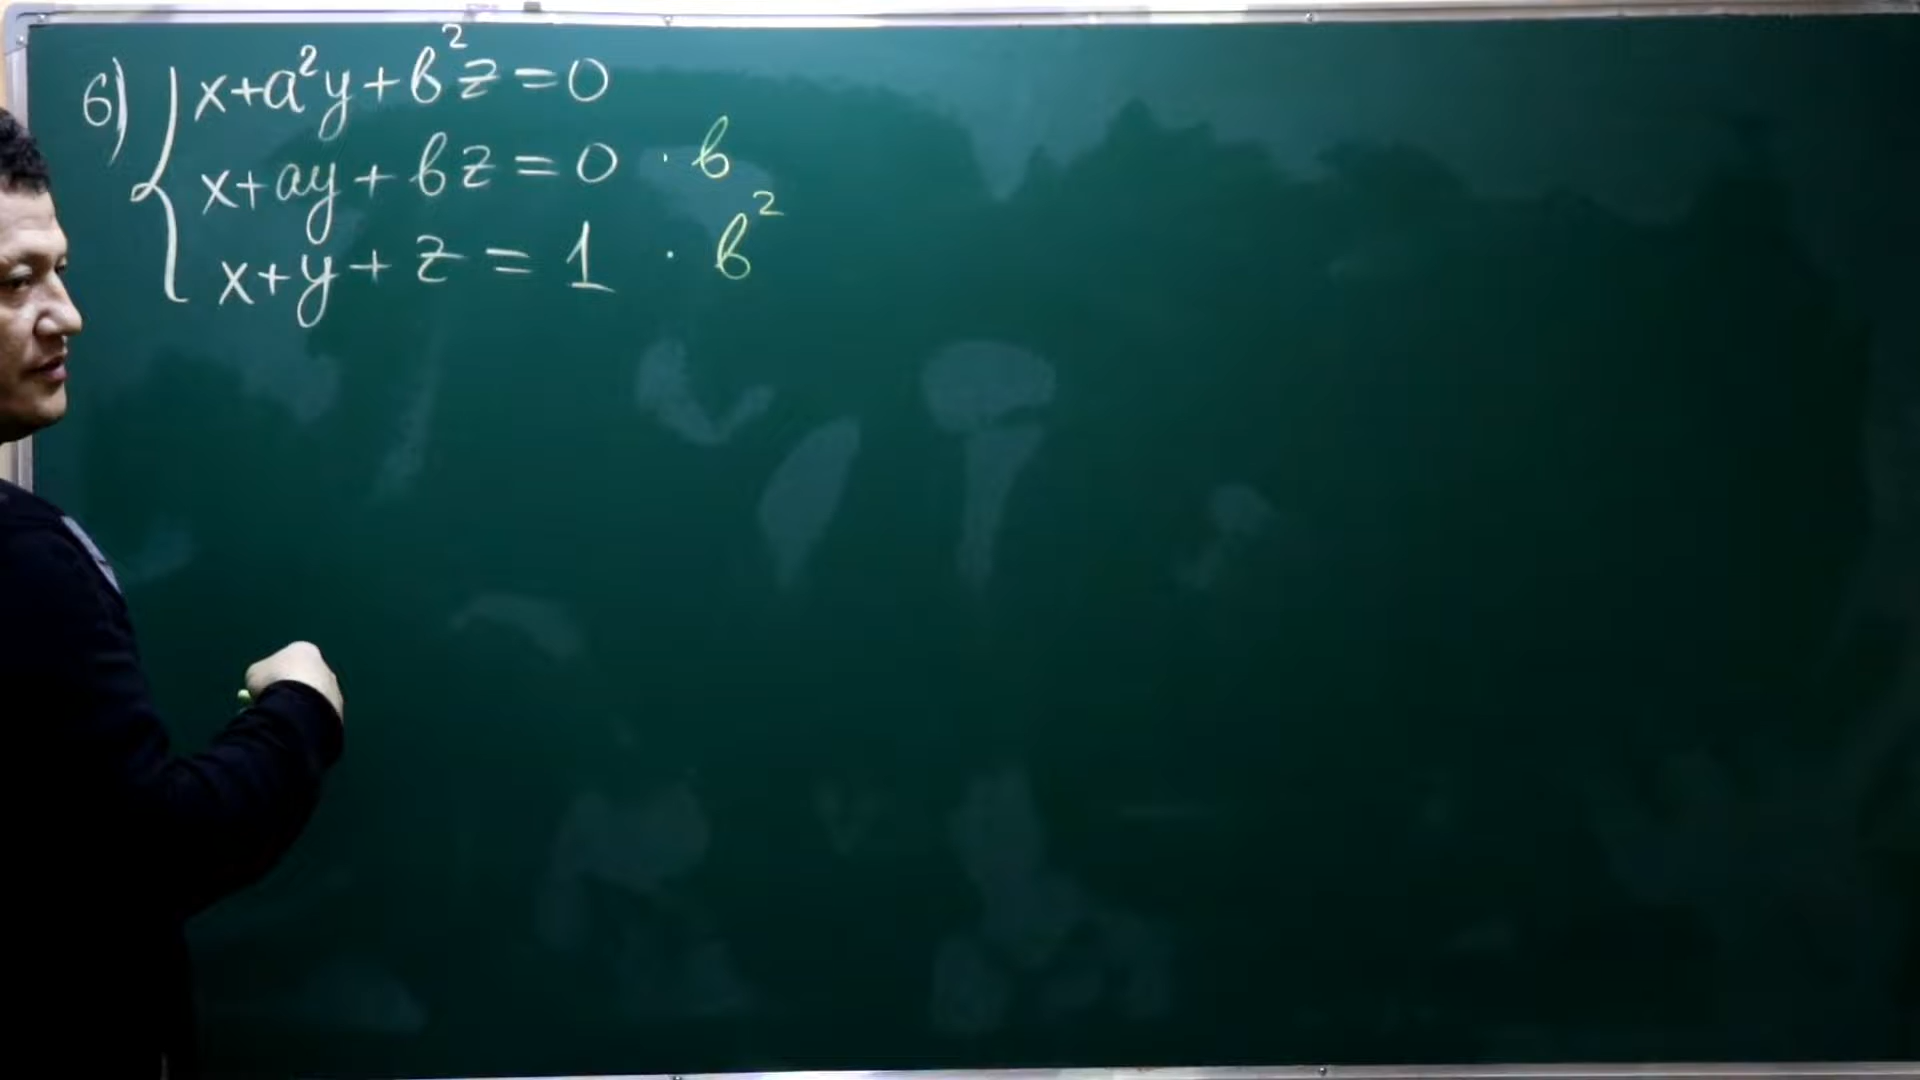 6) x+a²y+b²z=0
x+ay+bz=0 · b
x+y+z=1 · b²